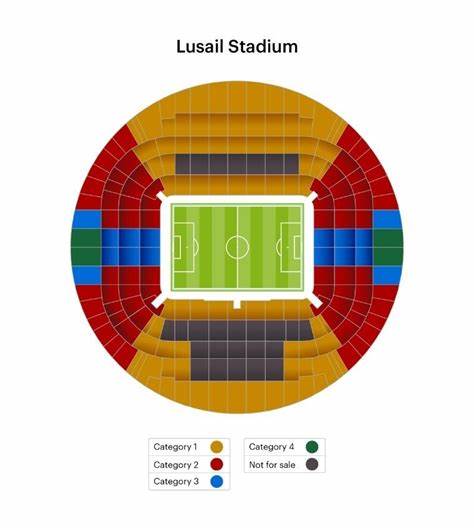 Lusail Stadium
Category 1
Category 4
Category 2
Not for sale
Category 3